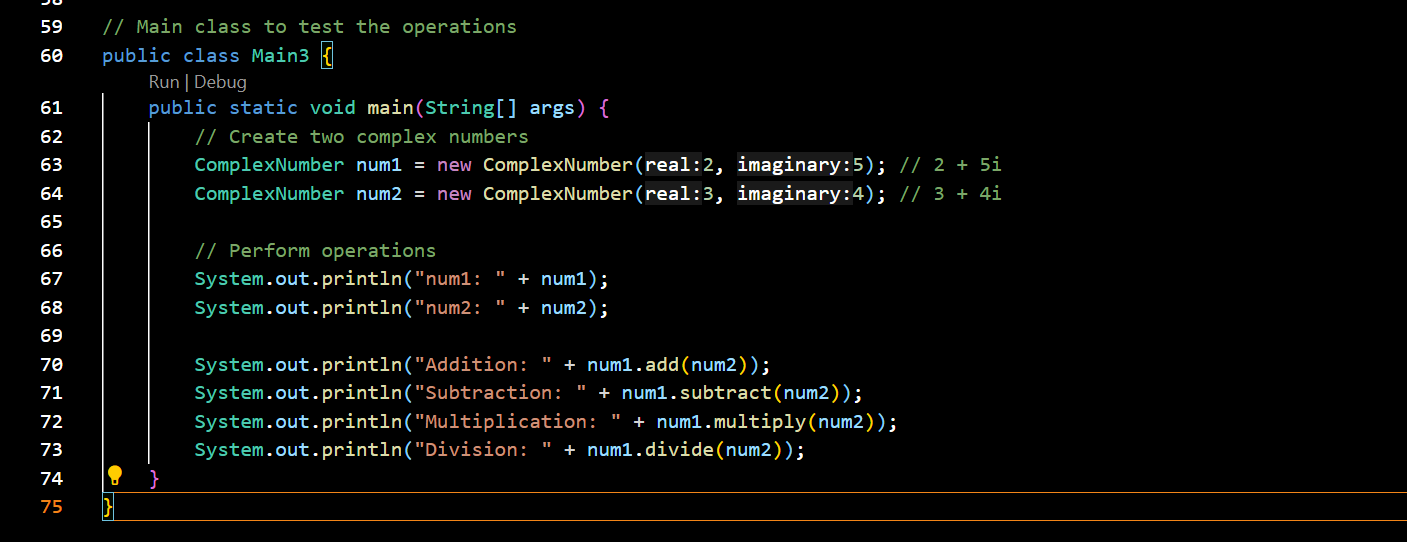 58
59 // Main class to test the operations
60 public class Main3 {
Run | Debug
61 public static void main(String[] args) {
62 // Create two complex numbers
63 ComplexNumber num1 = new ComplexNumber(real:2, imaginary:5); // 2 + 5i
64 ComplexNumber num2 = new ComplexNumber(real:3, imaginary:4); // 3 + 4i
65
66 // Perform operations
67 System.out.println("num1: " + num1);
68 System.out.println("num2: " + num2);
69
70 System.out.println("Addition: " + num1.add(num2));
71 System.out.println("Subtraction: " + num1.subtract(num2));
72 System.out.println("Multiplication: " + num1.multiply(num2));
73 System.out.println("Division: " + num1.divide(num2));
74 }
75 }